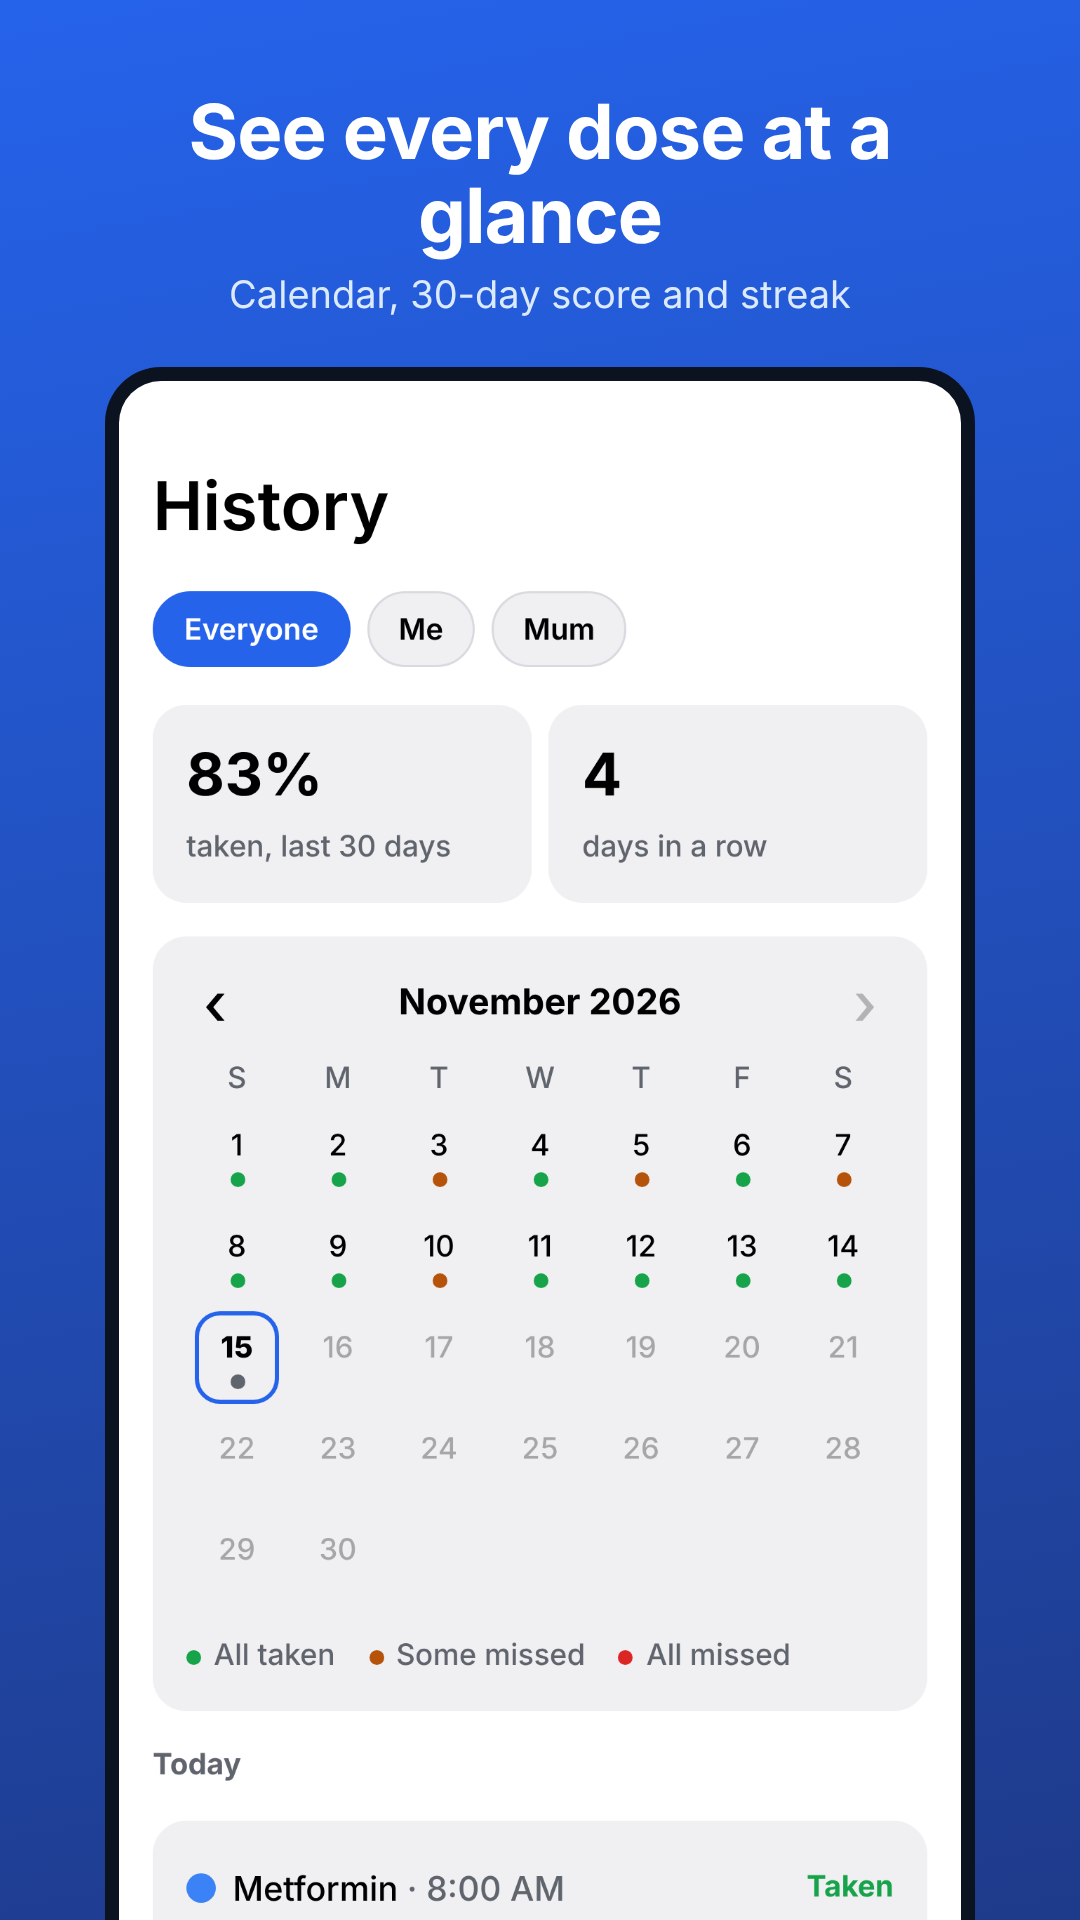 See every dose at a
glance
Calendar, 30-day score and streak
History
Everyone Me Mum
83% 4
taken, last 30 days days in a row
‹ November 2026 ›
S M T W T F S
1 2 3 4 5 6 7
8 9 10 11 12 13 14
15 16 17 18 19 20 21
22 23 24 25 26 27 28
29 30
All taken Some missed All missed
Today
Metformin · 8:00 AM Taken